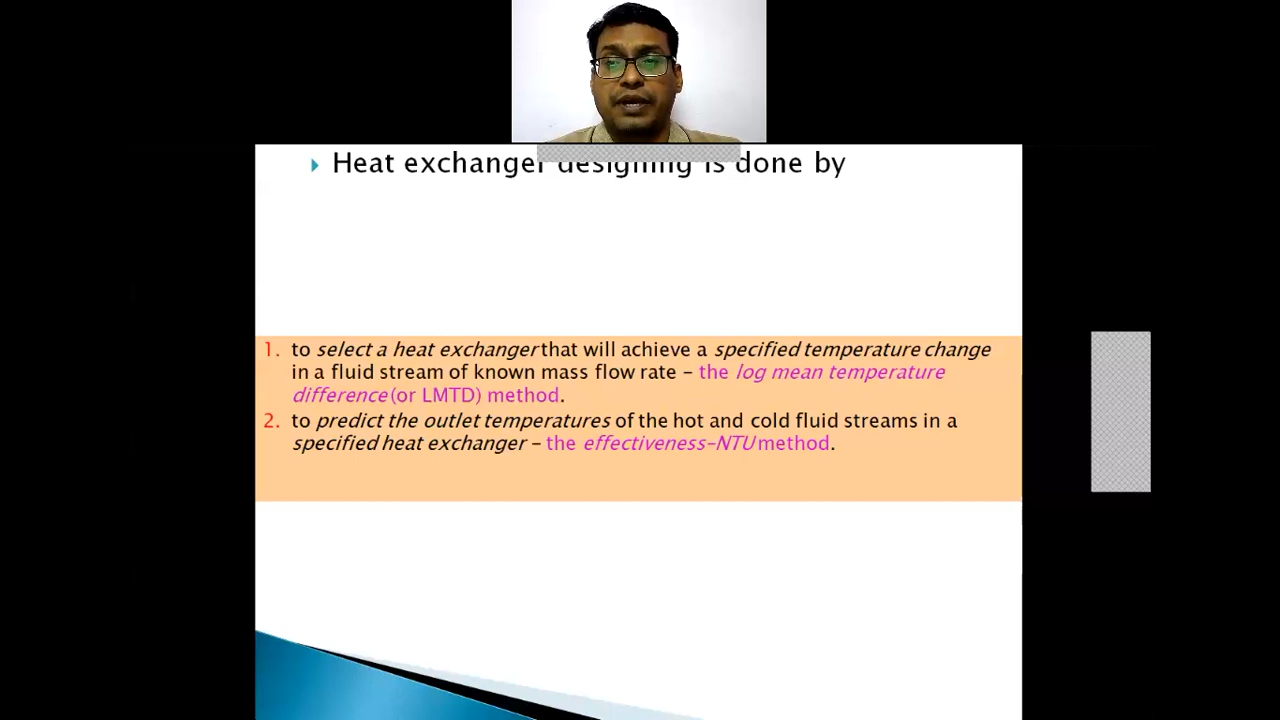 Heat exchanger designing is done by
1. to select a heat exchanger that will achieve a specified temperature change
in a fluid stream of known mass flow rate – the log mean temperature
difference (or LMTD) method.
2. to predict the outlet temperatures of the hot and cold fluid streams in a
specified heat exchanger – the effectiveness–NTU method.